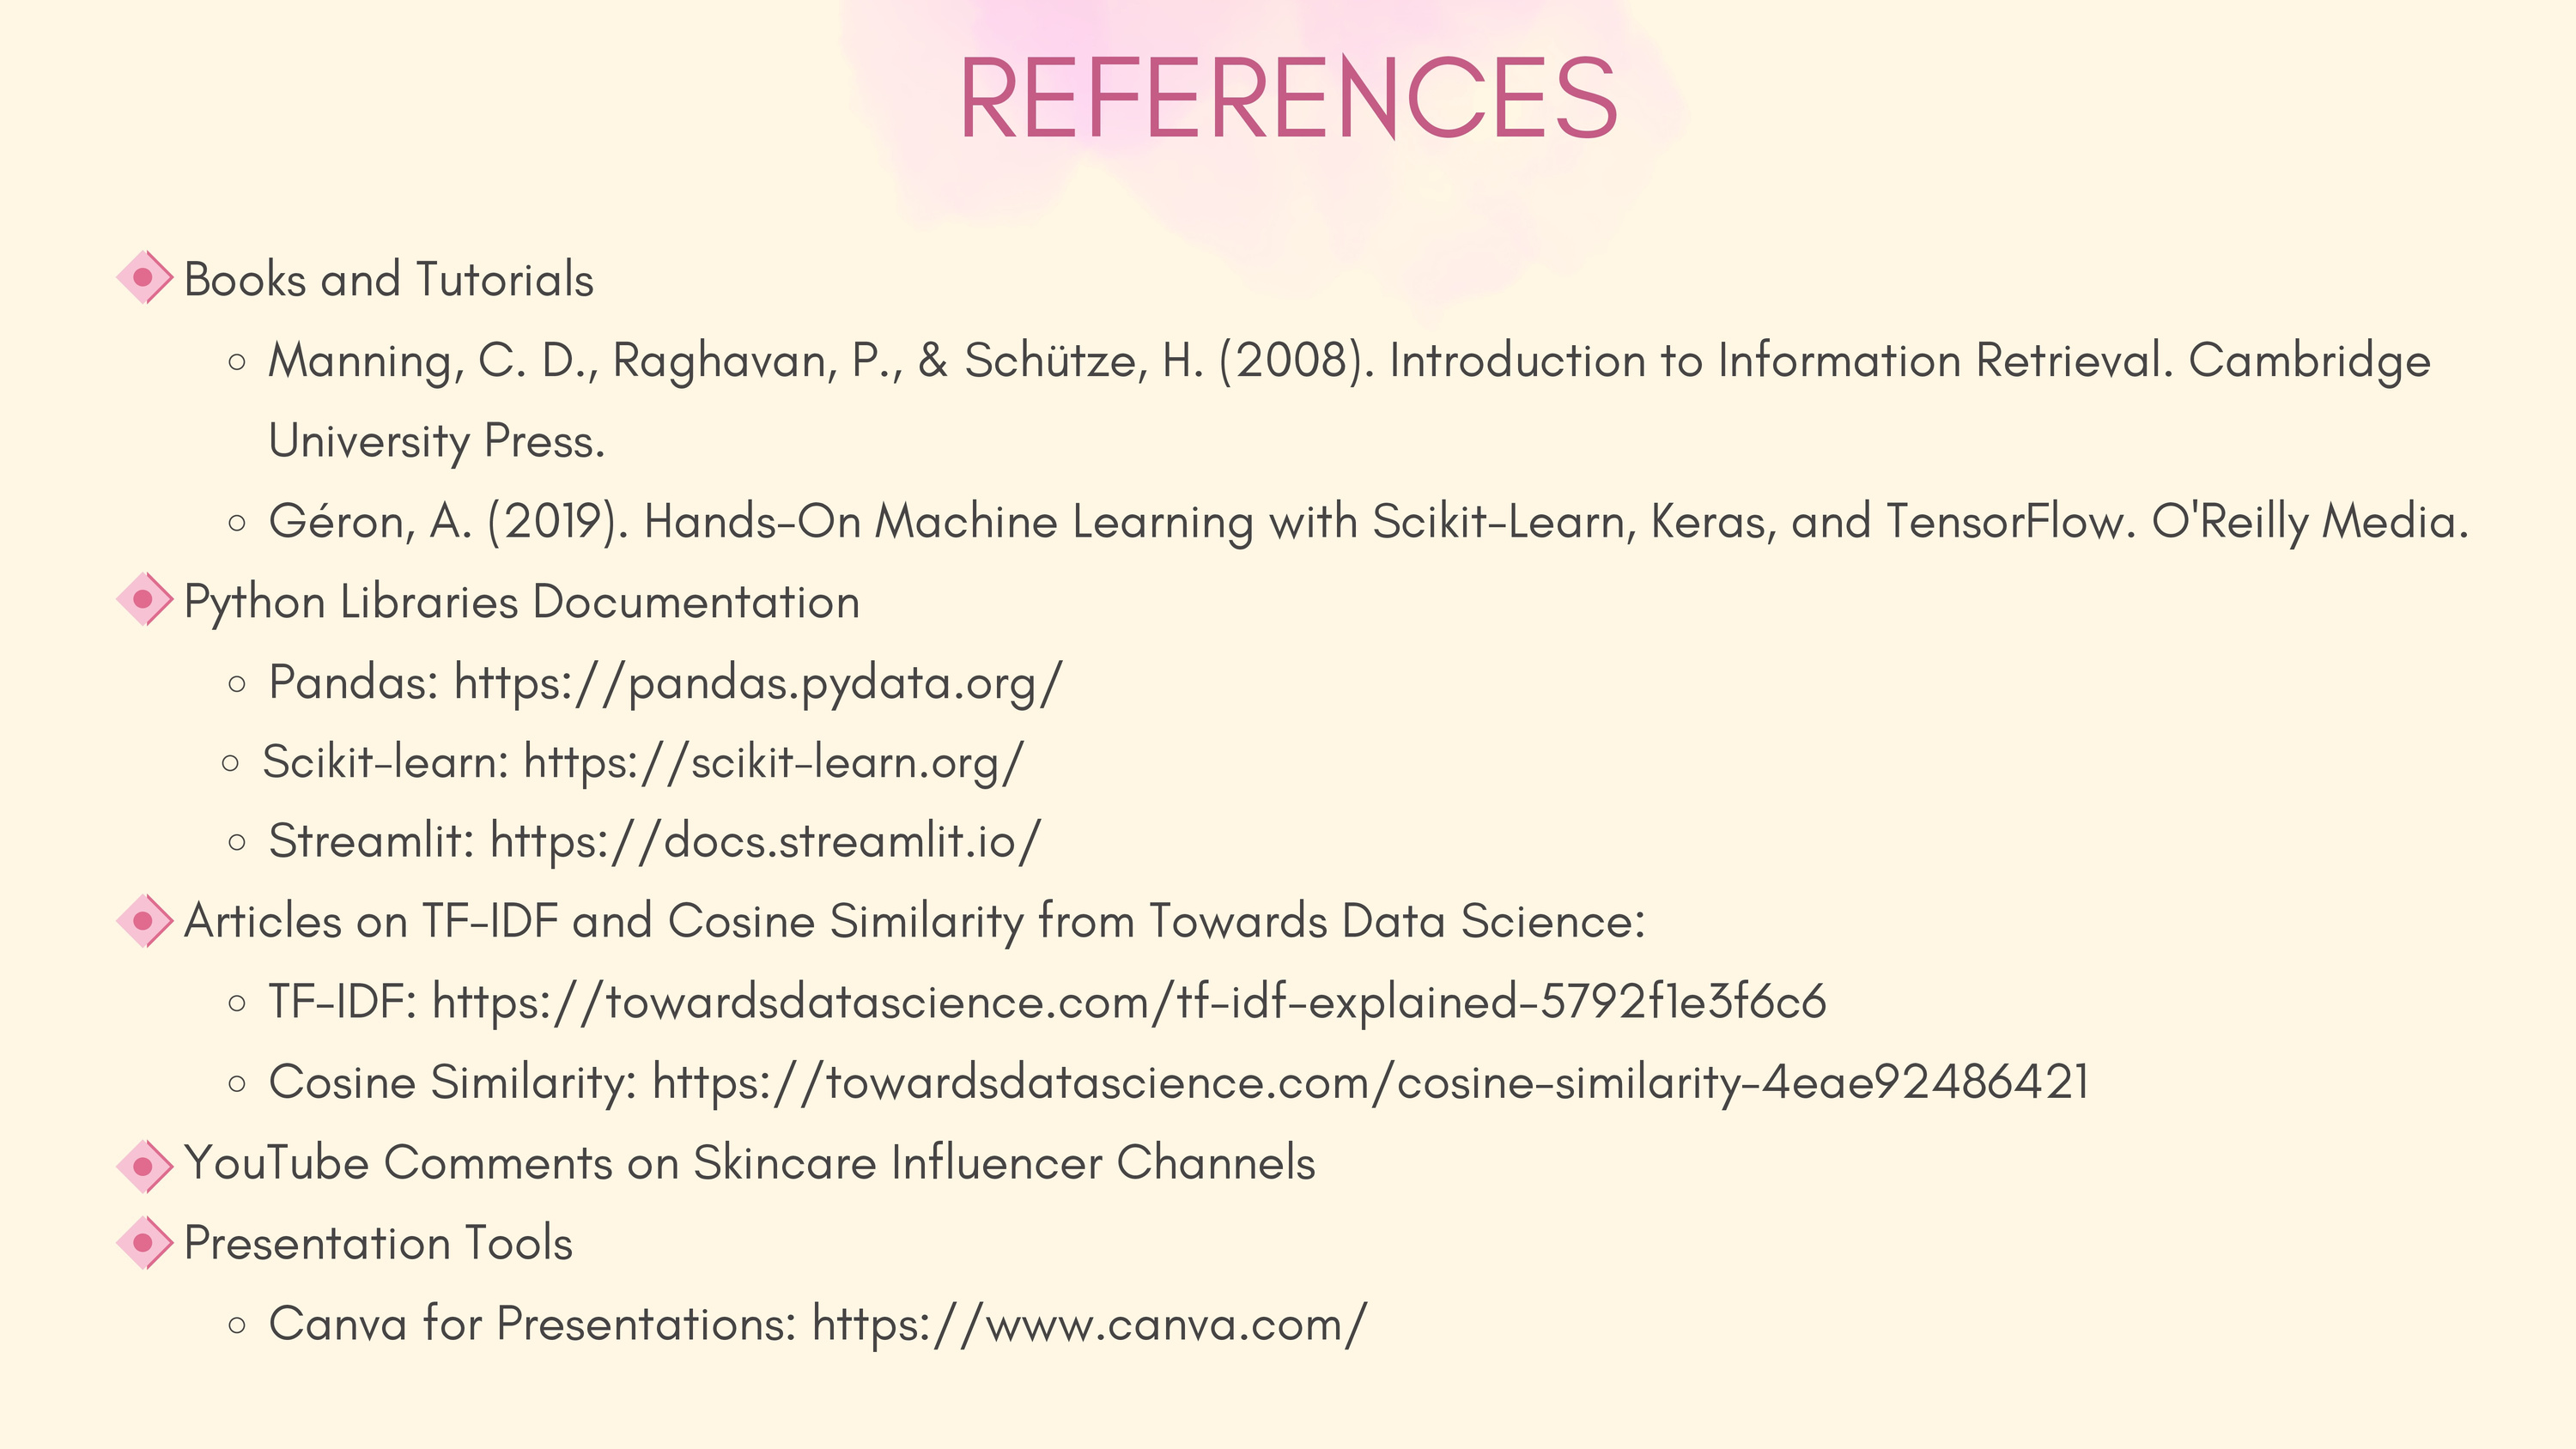 REFERENCES
Books and Tutorials
Manning, C. D., Raghavan, P., & Schütze, H. (2008). Introduction to Information Retrieval. Cambridge
University Press.
Géron, A. (2019). Hands-On Machine Learning with Scikit-Learn, Keras, and TensorFlow. O'Reilly Media.
Python Libraries Documentation
Pandas: https://pandas.pydata.org/
Scikit-learn: https://scikit-learn.org/
Streamlit: https://docs.streamlit.io/
Articles on TF-IDF and Cosine Similarity from Towards Data Science:
TF-IDF: https://towardsdatascience.com/tf-idf-explained-5792f1e3f6c6
Cosine Similarity: https://towardsdatascience.com/cosine-similarity-4eae92486421
YouTube Comments on Skincare Influencer Channels
Presentation Tools
Canva for Presentations: https://www.canva.com/